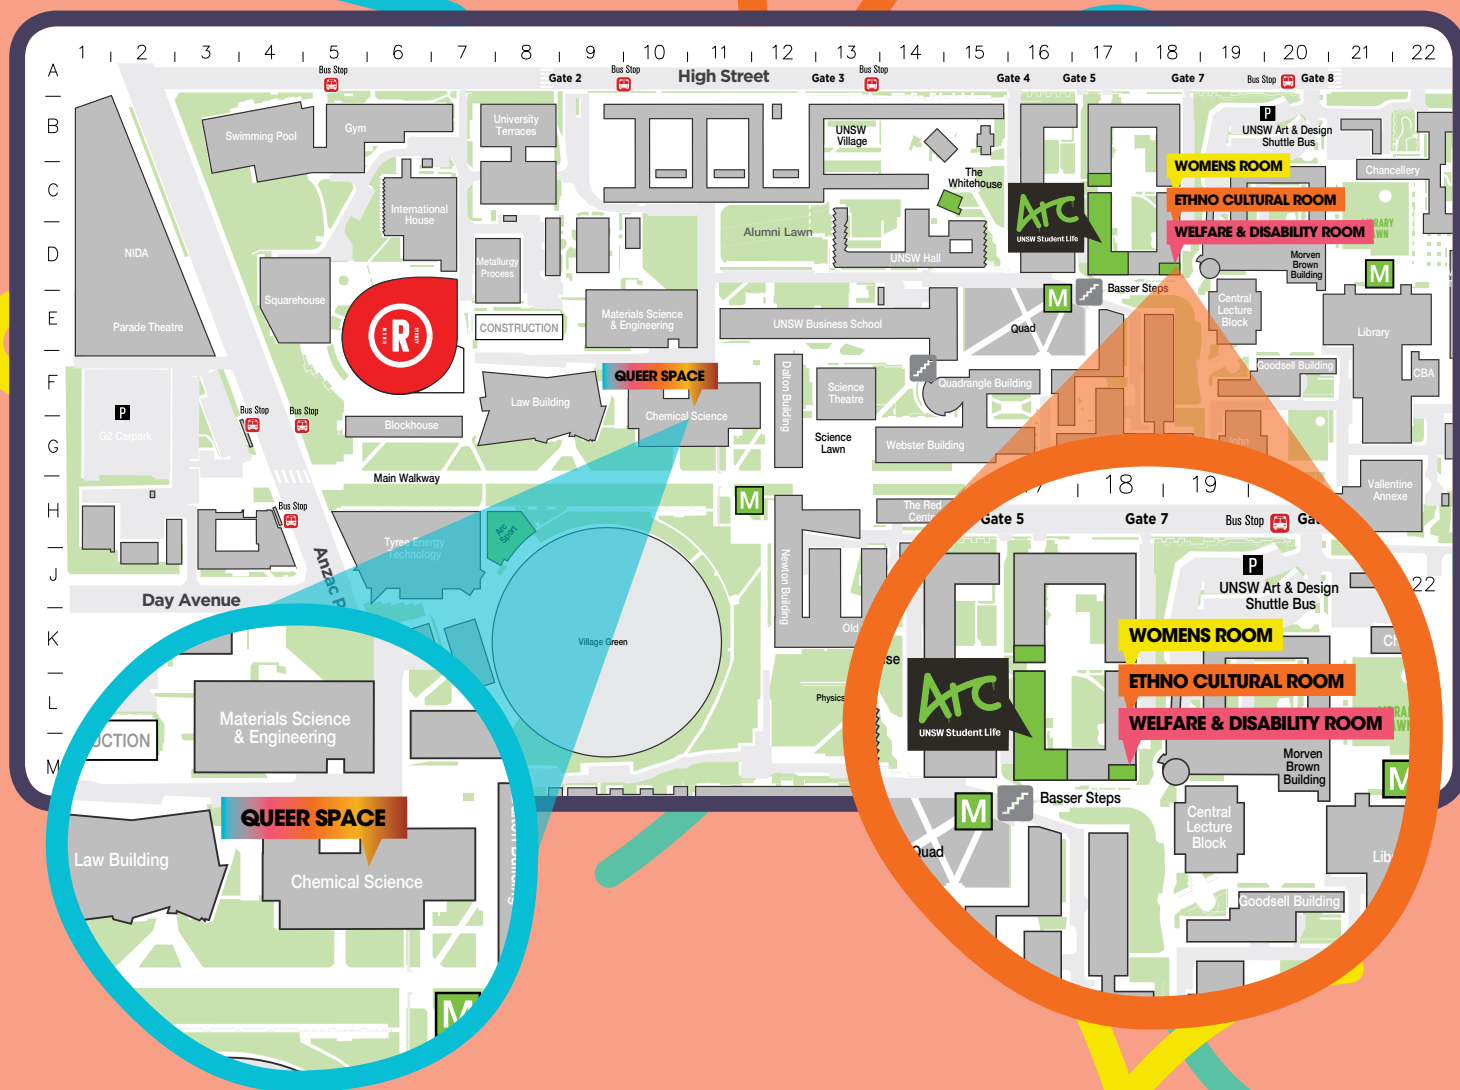 1 2 3 4 5 6 7 8 9 10 11 12 13 14 15 16 17 18 19 20 21 22
A
B
C
D
E
F
G
H
J
K
L
M
Bus Stop
Gate 2
Bus Stop
High Street
Gate 3
Bus Stop
Gate 4
Gate 5
Gate 7
Bus Stop
Gate 8
Swimming Pool
Gym
University
Terraces
UNSW
Village
P
UNSW Art & Design
Shuttle Bus
Chancellery
WOMENS ROOM
ETHNO CULTURAL ROOM
WELFARE & DISABILITY ROOM
The
Whitehouse
International
House
Arc
UNSW Student Life
NIDA
Alumni Lawn
UNSW Hall
Metallurgy
Process
Morven
Brown
Building
M
Squarehouse
Basser Steps
M
Central
Lecture
Block
R
Parade Theatre
CONSTRUCTION
Materials Science
& Engineering
UNSW Business School
Quad
Library
QUEER SPACE
Dalton Building
Science
Theatre
Quadrangle Building
Goodsell Building
CBA
P
G2 Carpark
Bus Stop
Bus Stop
Law Building
Chemical Science
Blockhouse
Science
Lawn
Webster Building
John
Main Walkway
Vallentine
Annexe
M
The Red
Centre
Bus Stop
Tyree Energy
Technology
Arc
Sport
Newton Building
Anzac P
Day Avenue
Village Green
Old
Physics
se
18 19
Gate 5
Gate 7
Bus Stop
P
UNSW Art & Design
Shuttle Bus
22
WOMENS ROOM
ETHNO CULTURAL ROOM
WELFARE & DISABILITY ROOM
Ch
Arc
UNSW Student Life
Morven
Brown
Building
M
M
Basser Steps
Central
Lecture
Block
Quad
Lib
Goodsell Building
Materials Science
& Engineering
UCTION
QUEER SPACE
Law Building
Chemical Science
M